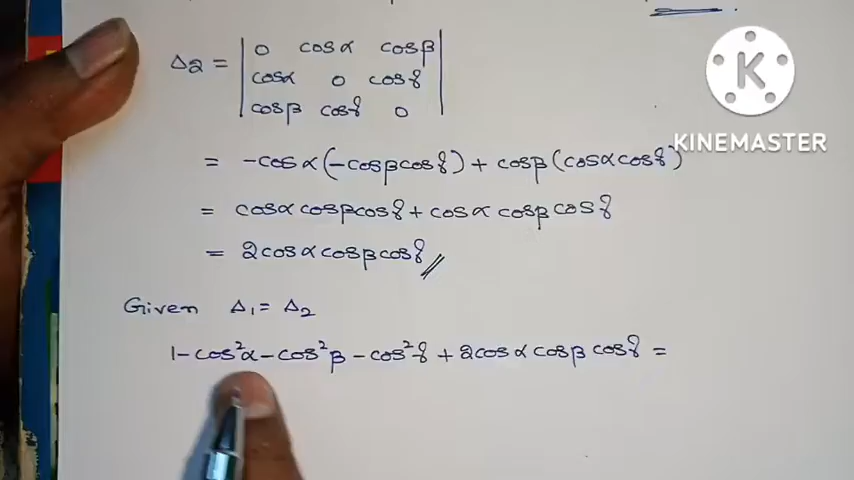 Δ2 = | 0 cosα cosβ |
| cosα 0 cosγ |
| cosβ cosγ 0 |
K
KINEMASTER
= -cosα(-cosβcosγ) + cosβ(cosαcosγ)
= cosαcosβcosγ + cosαcosβcosγ
= 2cosαcosβcosγ //
Given Δ₁ = Δ₂
1-cos²α-cos²β-cos²γ+2cosαcosβcosγ =